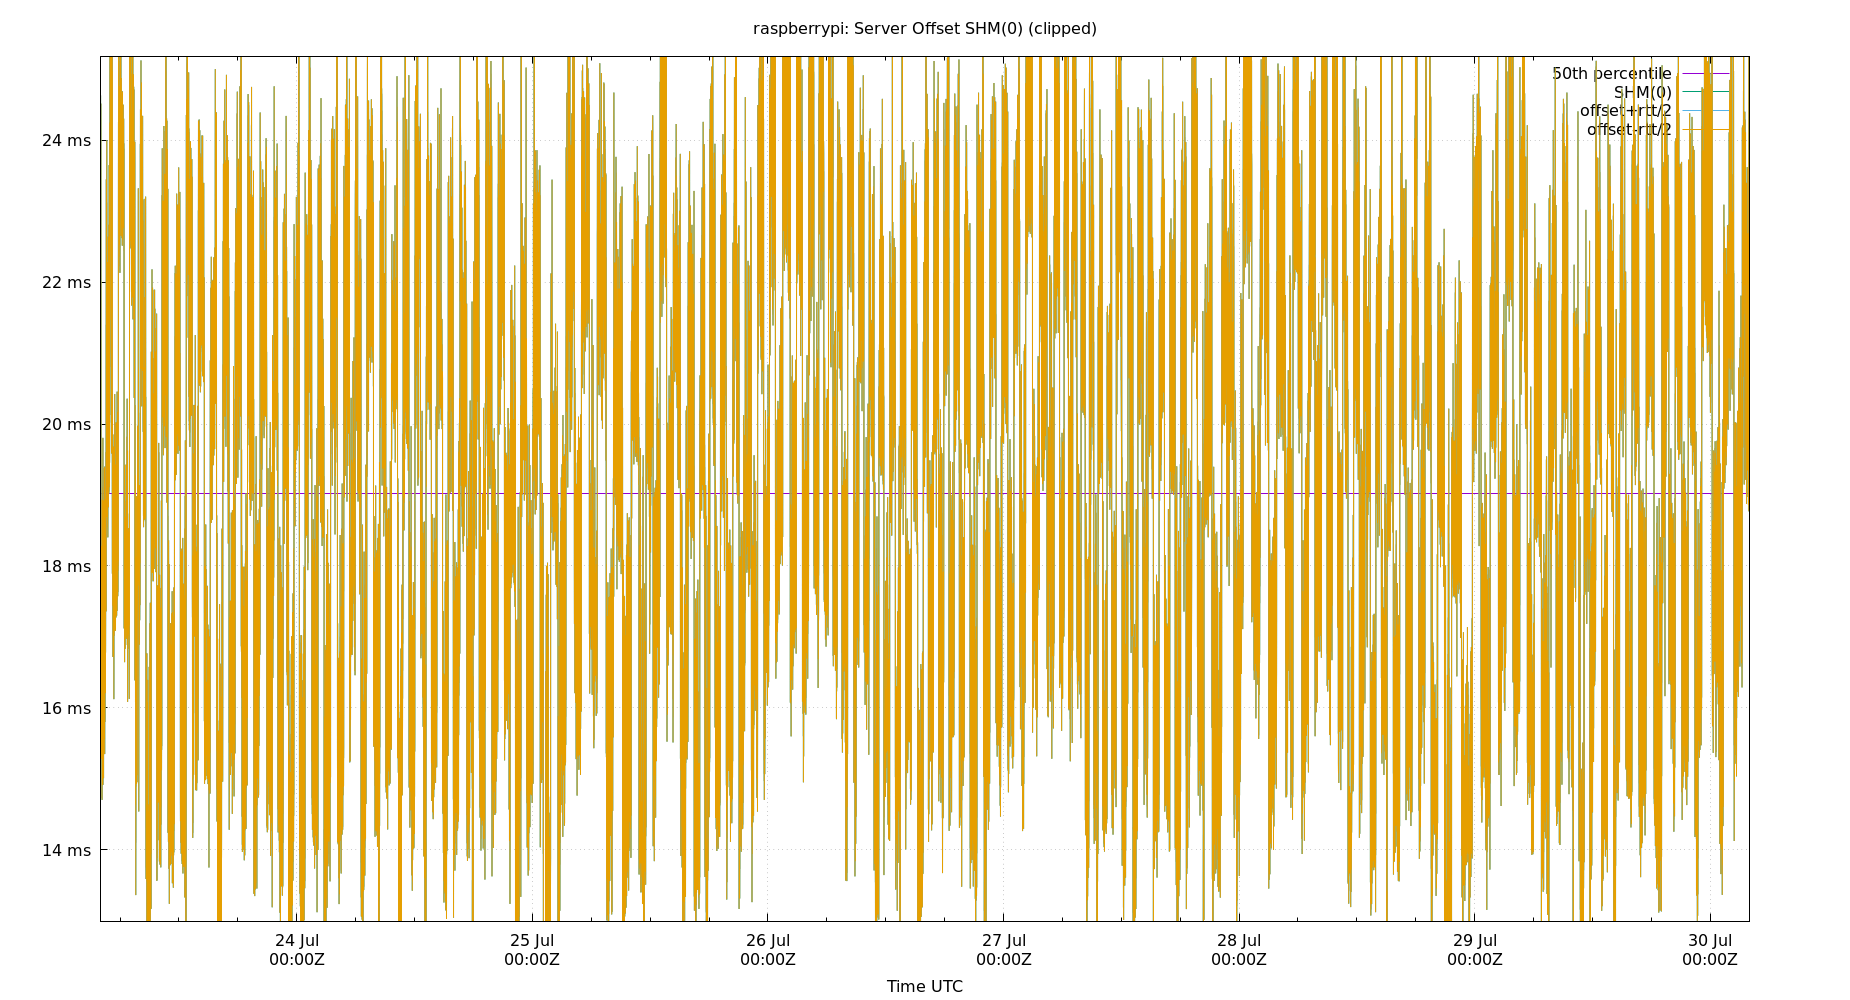 raspberrypi: Server Offset SHM(0) (clipped)
50th percentile
SHM(0)
offset+rtt/2
offset-rtt/2
24 ms
22 ms
20 ms
18 ms
16 ms
14 ms
24 Jul 25 Jul 26 Jul 27 Jul 28 Jul 29 Jul 30 Jul
00:00Z 00:00Z 00:00Z 00:00Z 00:00Z 00:00Z 00:00Z
Time UTC